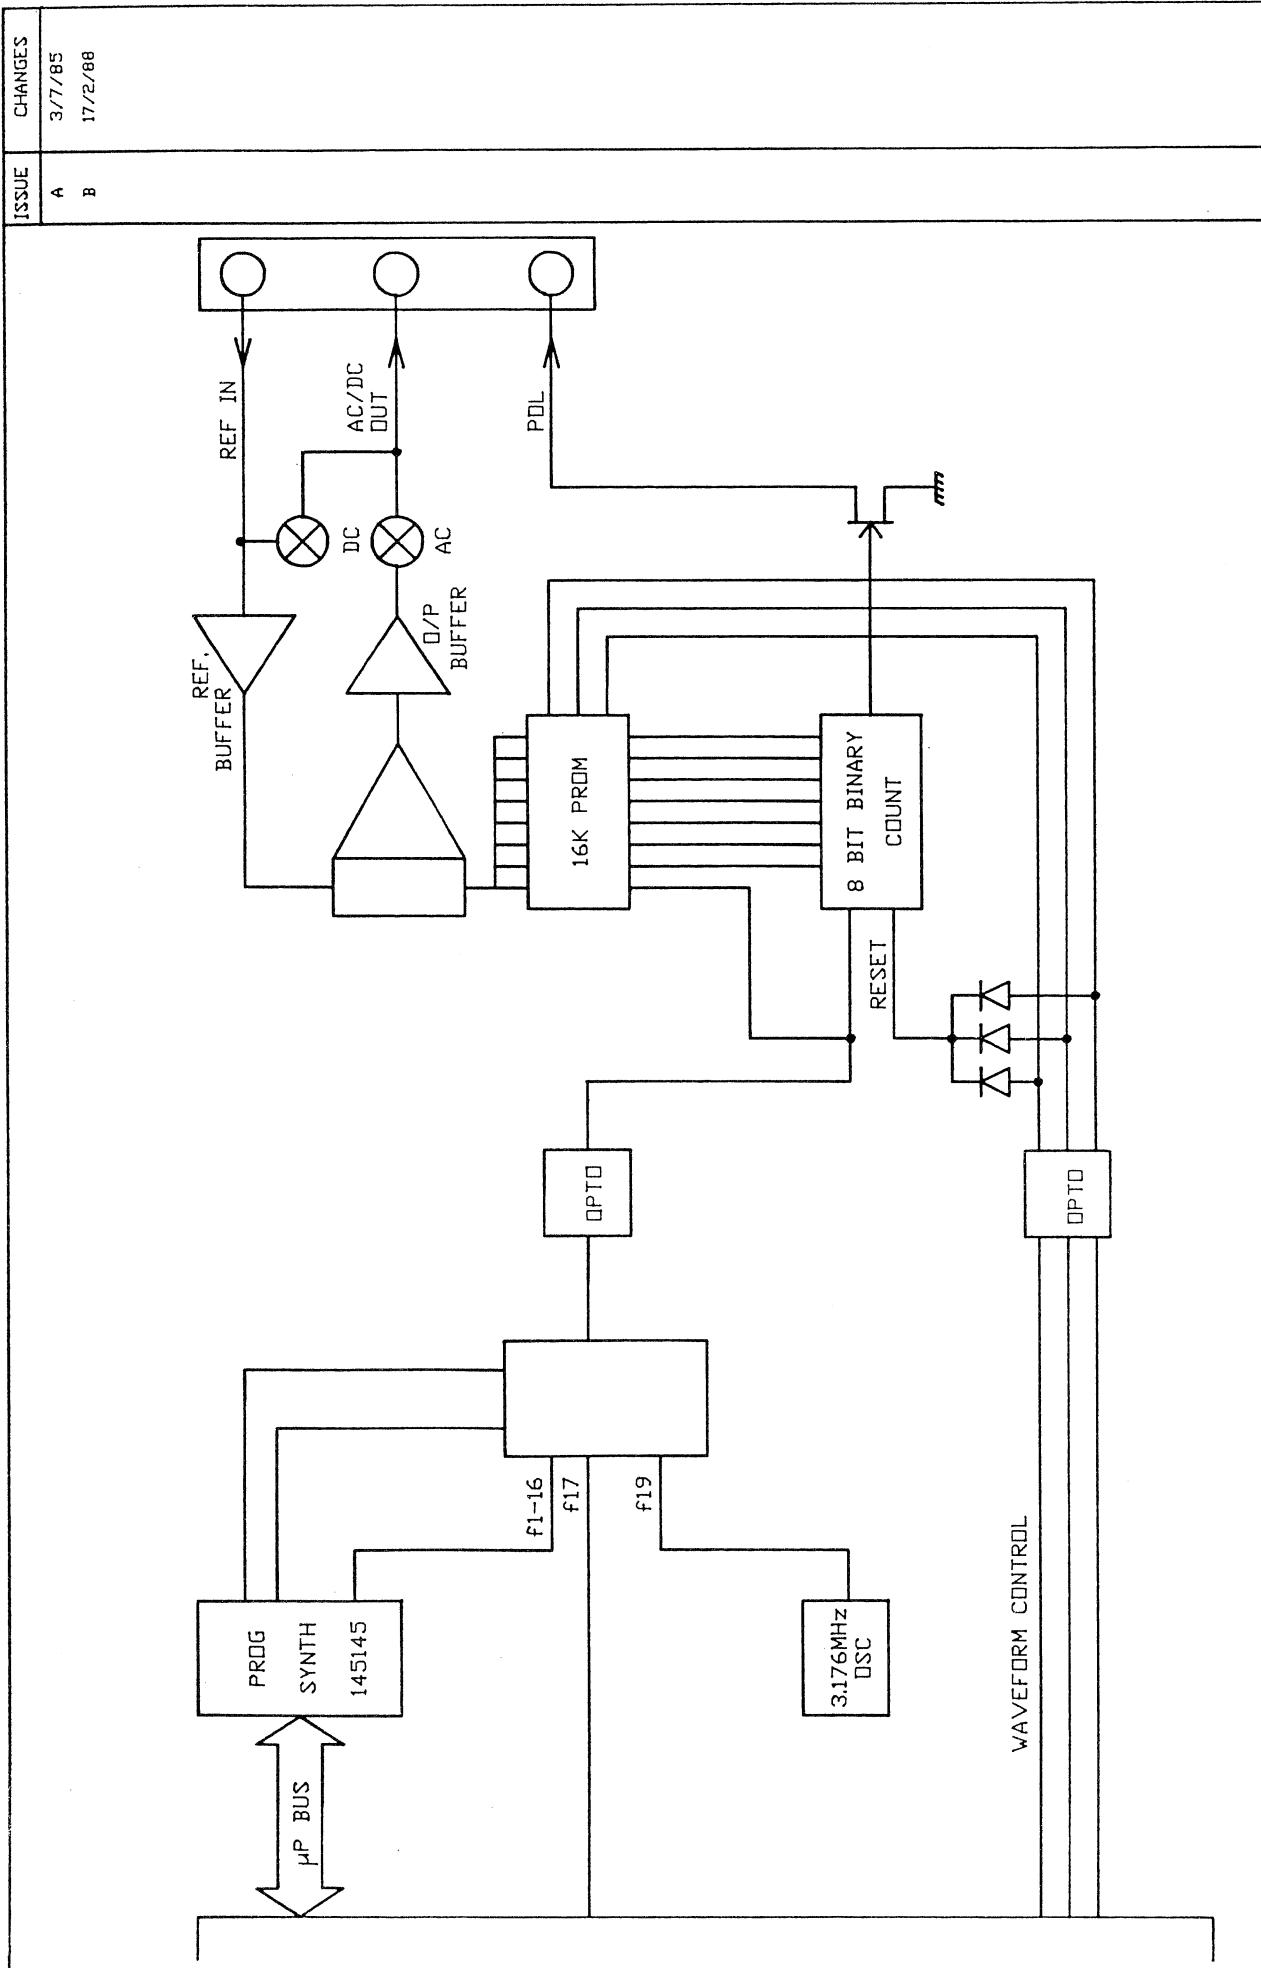 ISSUE CHANGES
A 3/7/85
B 17/2/88
REF IN
AC/DC
OUT
POL
DC
AC
REF.
BUFFER
O/P
BUFFER
16K PROM
8 BIT BINARY
COUNT
RESET
OPTO
OPTO
f1-16
f17
f19
PROG
SYNTH
145145
3.176MHz
OSC
µP BUS
WAVEFORM CONTROL